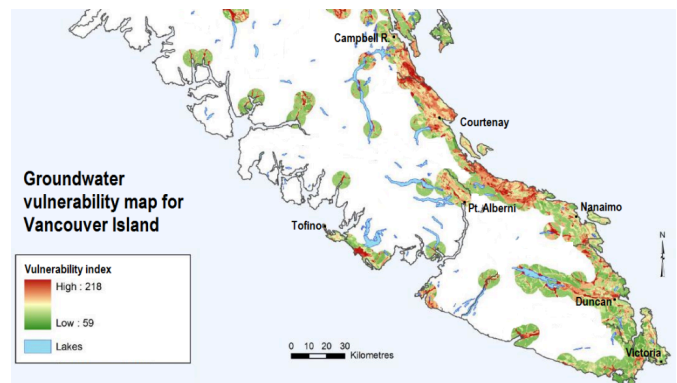 Campbell R.
Courtenay
Groundwater
vulnerability map for
Vancouver Island
Pt. Alberni
Nanaimo
Tofino
N
Vulnerability index
High : 218
Low : 59
Lakes
Duncan
0 10 20 30
Kilometres
Victoria